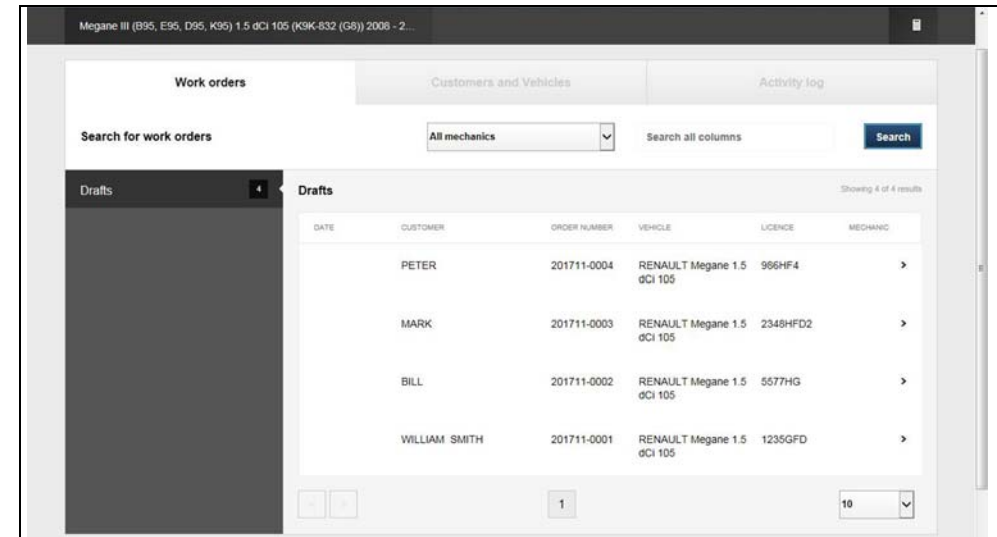 Megane III (B95, E95, D95, K95) 1.5 dCi 105 (K9K-832 (G8)) 2008 - 2...
Work orders Customers and Vehicles Activity log
Search for work orders All mechanics Search all columns Search
Drafts 4 Drafts Showing 4 of 4 results
DATE CUSTOMER ORDER NUMBER VEHICLE LICENCE MECHANIC
PETER 201711-0004 RENAULT Megane 1.5 986HF4
dCi 105
MARK 201711-0003 RENAULT Megane 1.5 2348HFD2
dCi 105
BILL 201711-0002 RENAULT Megane 1.5 5577HG
dCi 105
WILLIAM SMITH 201711-0001 RENAULT Megane 1.5 1235GFD
dCi 105
1 10